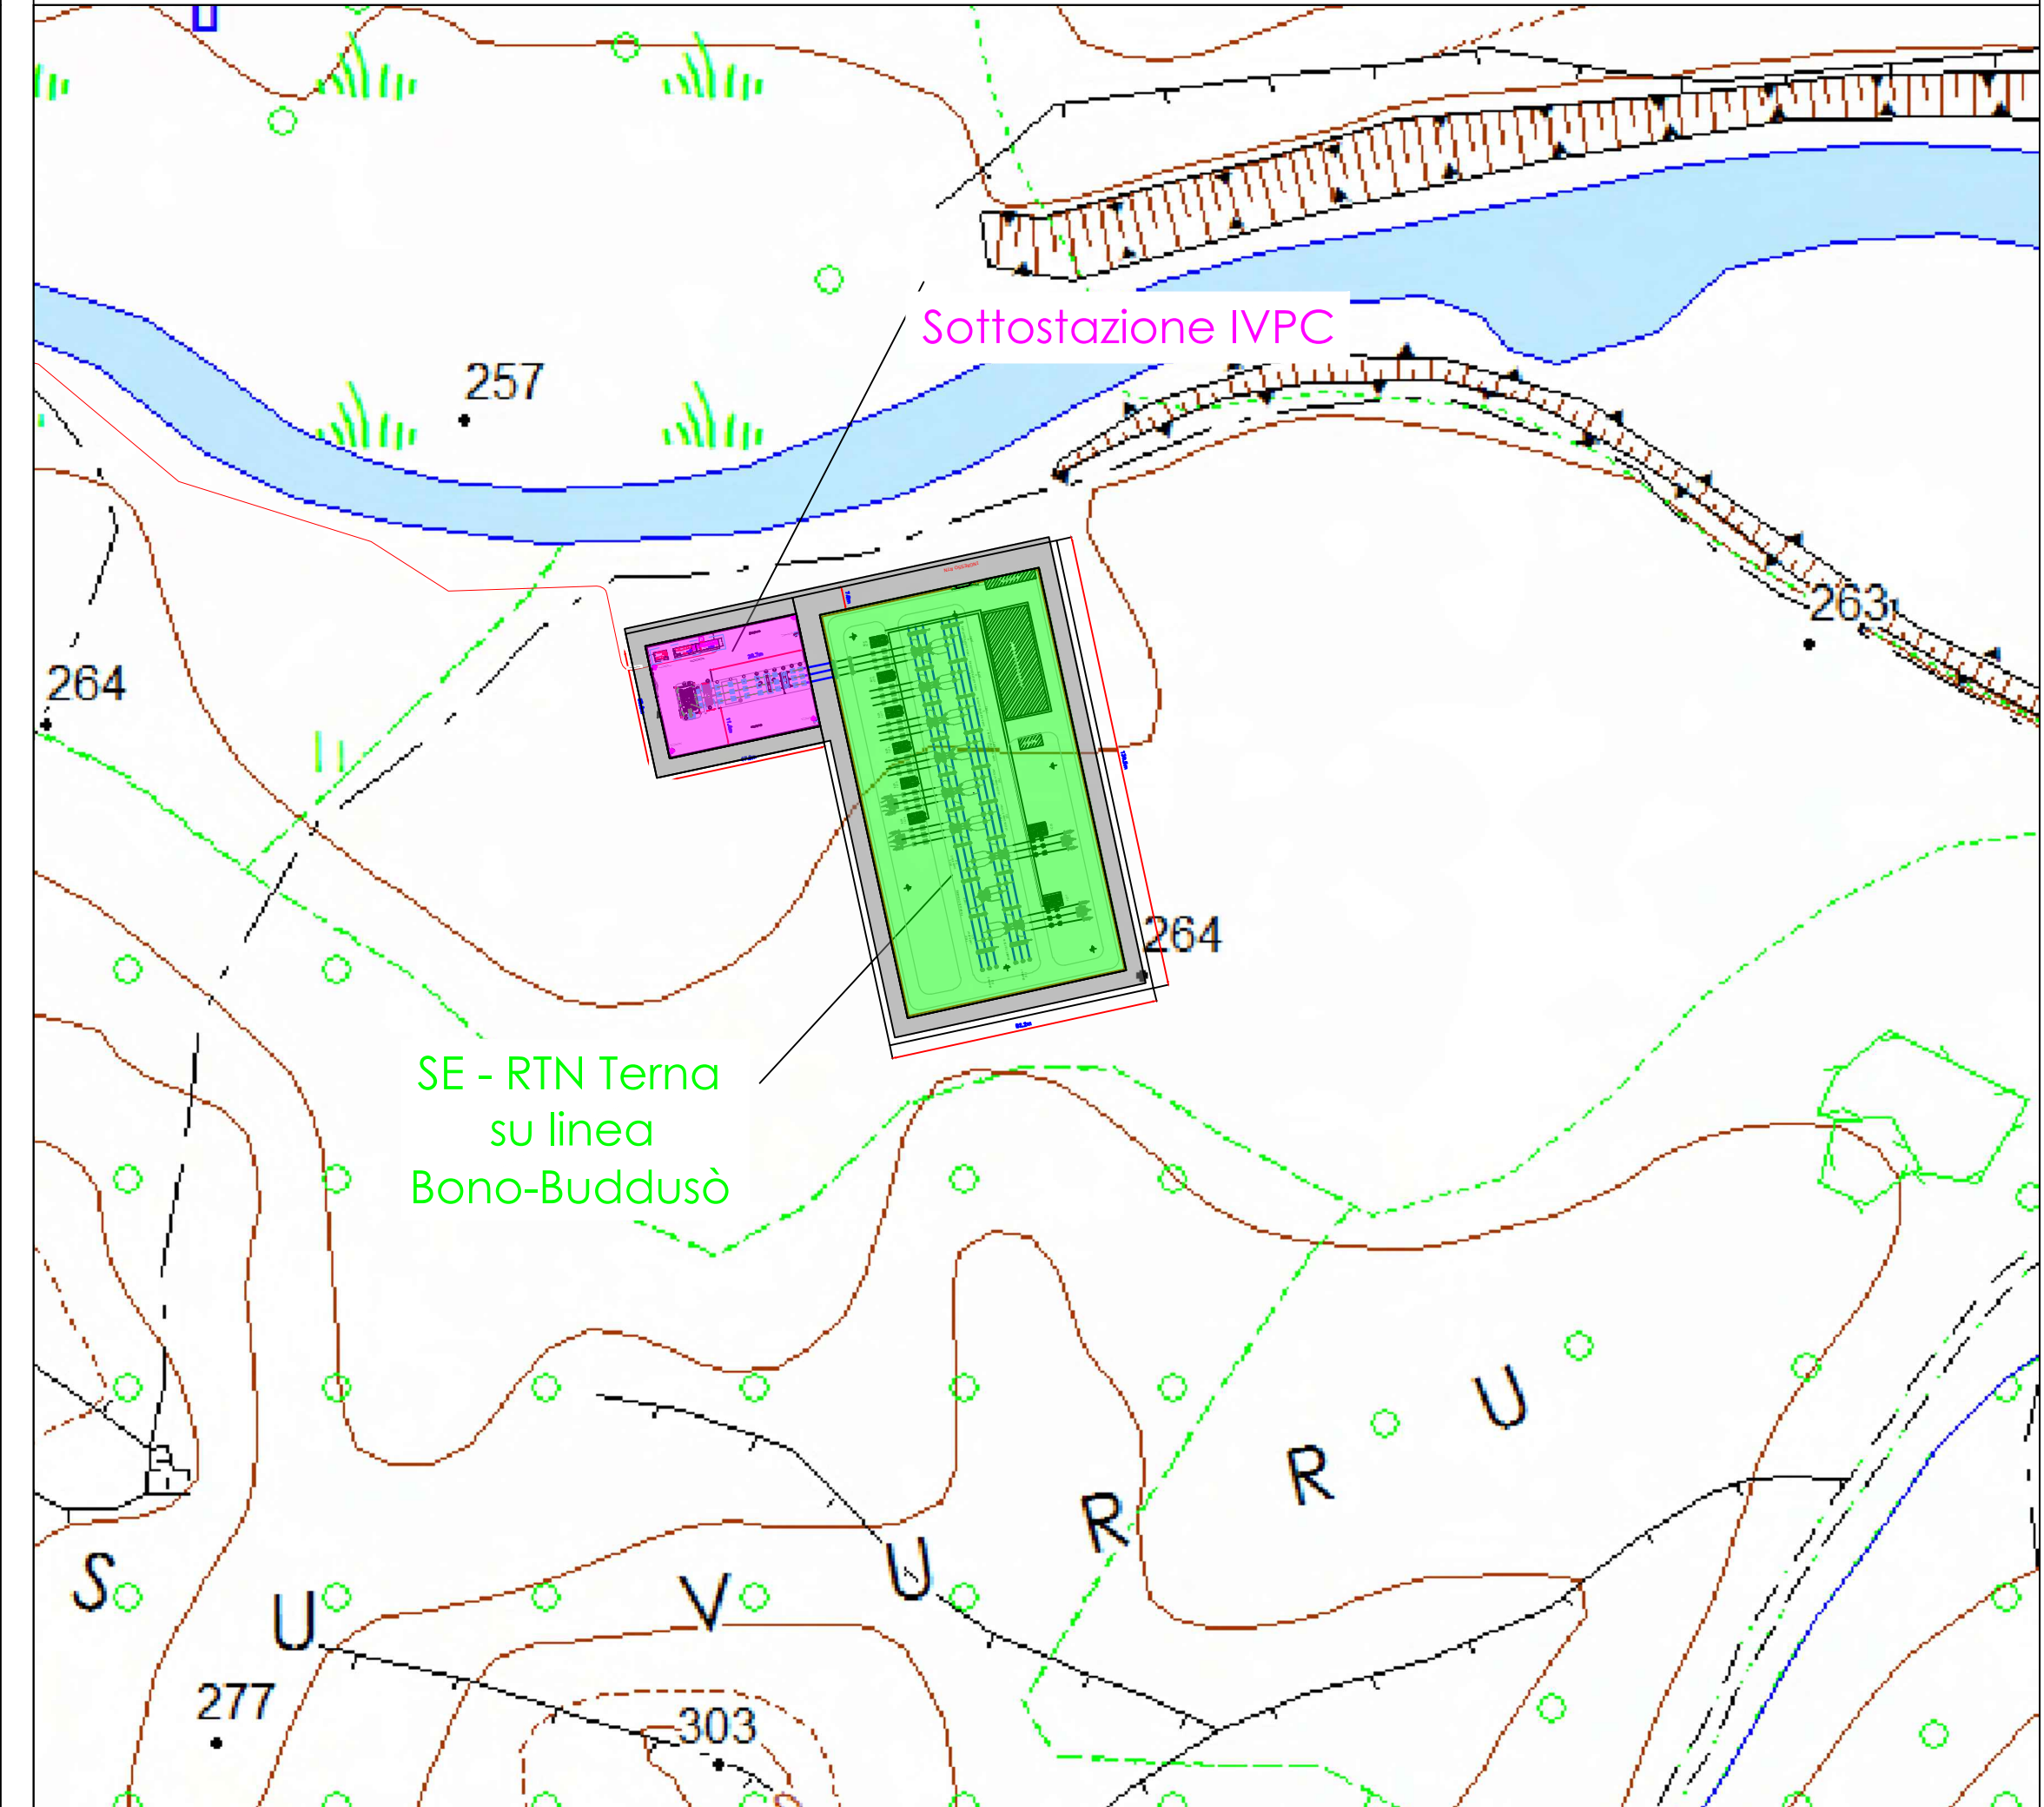 Sottostazione IVPC
257
263
264
264
SE - RTN Terna
su linea
Bono-Buddusò
S U V U R R U
277
303